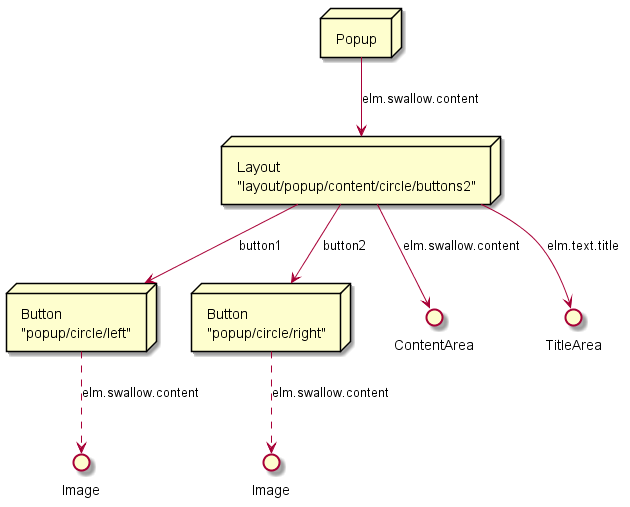 Popup
elm.swallow.content
Layout
"layout/popup/content/circle/buttons2"
button1
button2
elm.swallow.content
elm.text.title
Button
"popup/circle/left"
Button
"popup/circle/right"
ContentArea
TitleArea
elm.swallow.content
elm.swallow.content
Image
Image